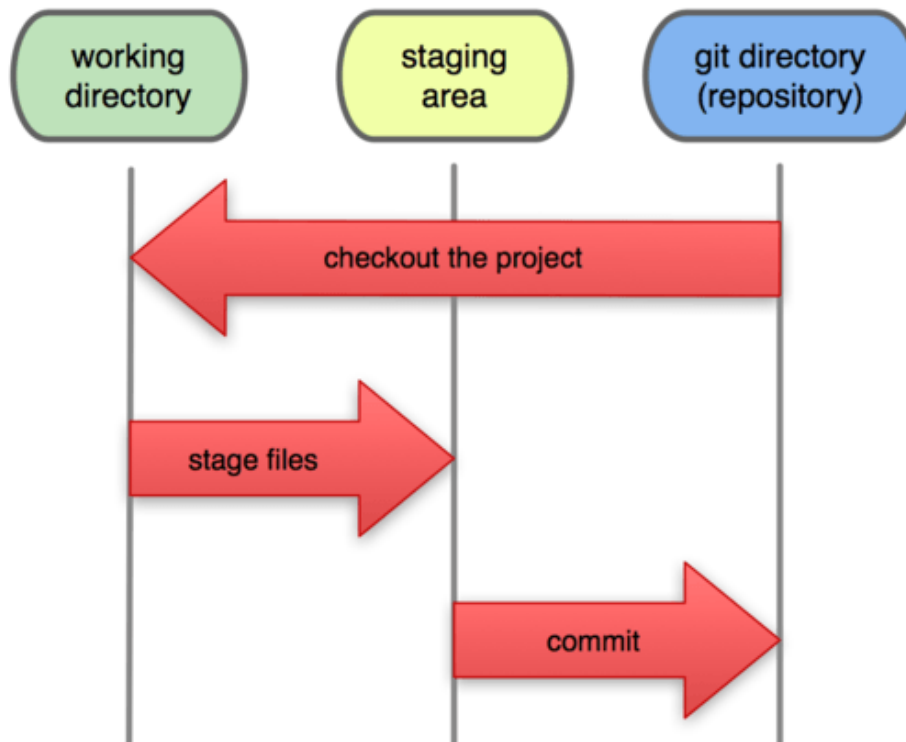 working
directory
staging
area
git directory
(repository)
checkout the project
stage files
commit